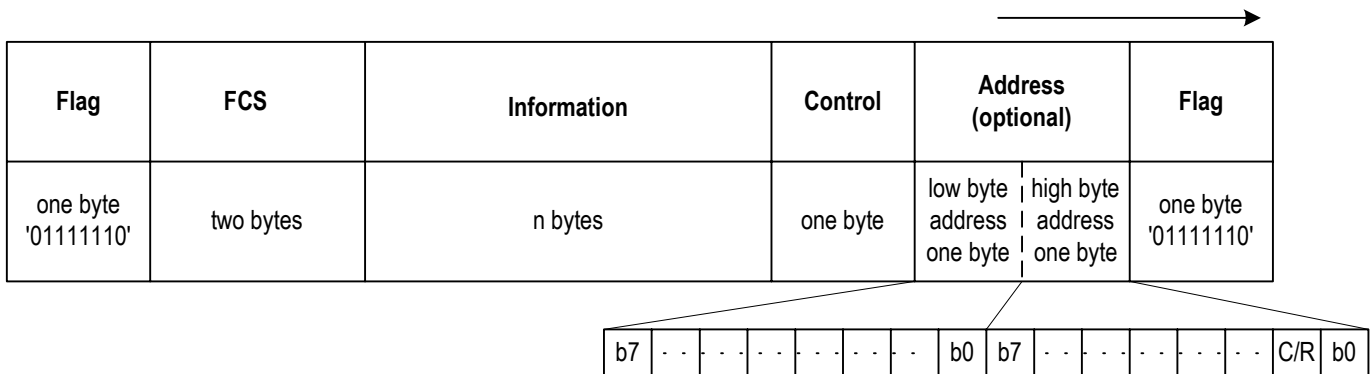 Flag
FCS
Information
Control
Address
(optional)
Flag
one byte
'01111110'
two bytes
n bytes
one byte
low byte
address
one byte
high byte
address
one byte
one byte
'01111110'
b7 - - - - - - - - - - - - b0 b7 - - - - - - - - - - C/R b0